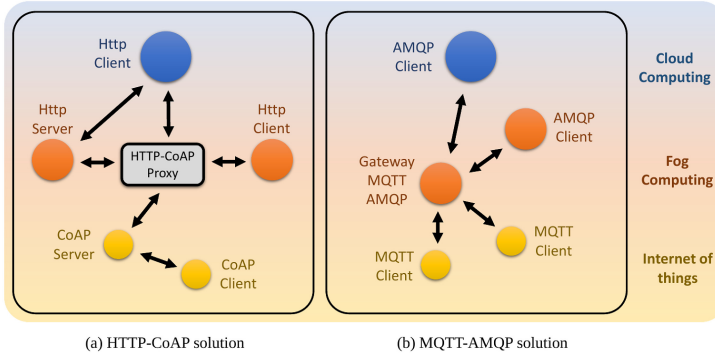 Http
Client
Http
Server
Http
Client
HTTP-CoAP
Proxy
CoAP
Server
CoAP
Client
AMQP
Client
AMQP
Client
Gateway
MQTT
AMQP
MQTT
Client
MQTT
Client
Cloud
Computing
Fog
Computing
Internet of
things
(a) HTTP-CoAP solution
(b) MQTT-AMQP solution